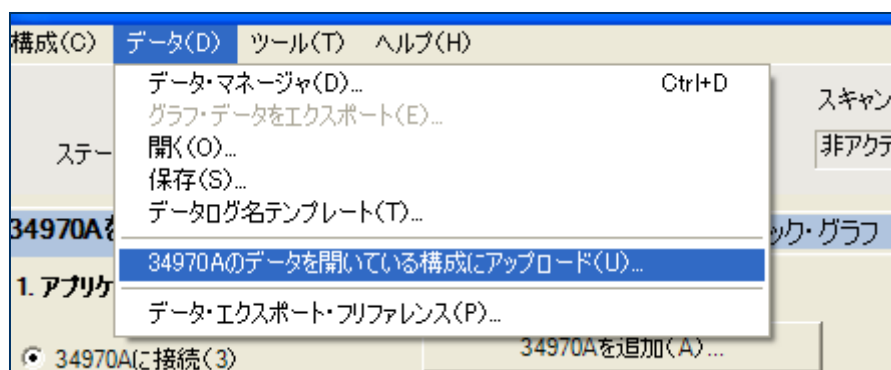 構成(C) データ(D) ツール(T) ヘルプ(H)
データ・マネージャ(D)... Ctrl+D
グラフ・データをエクスポート(E)...
開く(O)...
保存(S)...
データログ名テンプレート(T)...
34970Aのデータを開いている構成にアップロード(U)...
データ・エクスポート・プリファレンス(P)...
スキャン
ステー
非アクテ
34970Aを
ック・グラフ
1. アプリケ
34970Aに接続(3)
34970Aを追加(A)...